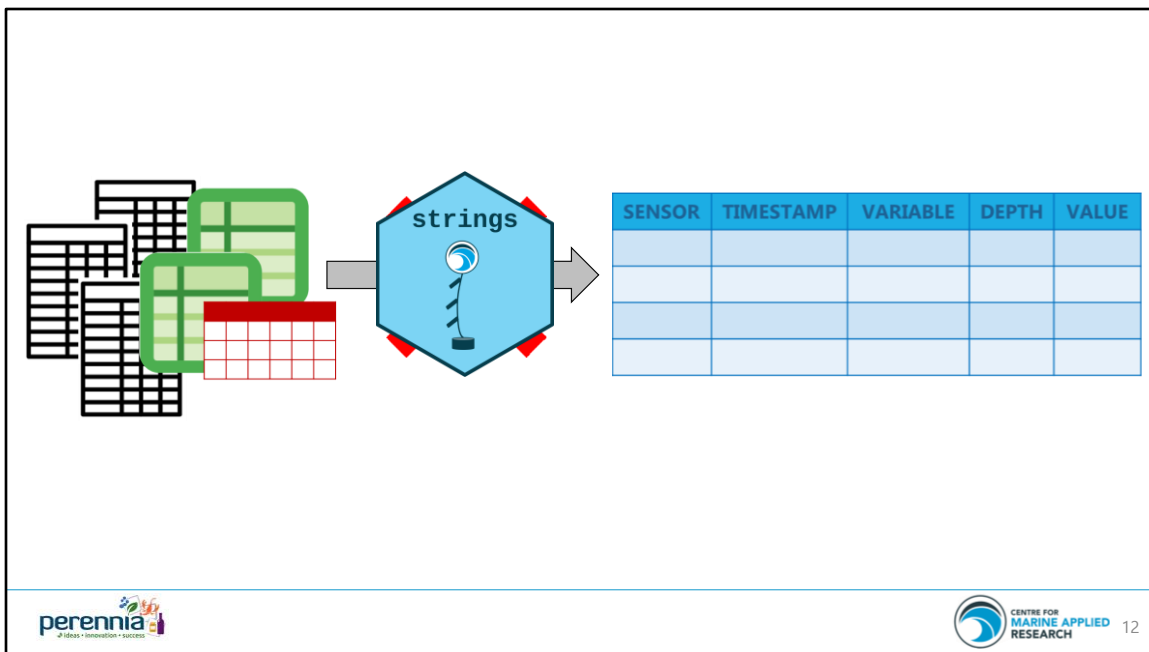 strings
SENSOR TIMESTAMP VARIABLE DEPTH VALUE
perennia
ideas • innovation • success
CENTRE FOR
MARINE APPLIED
RESEARCH
12